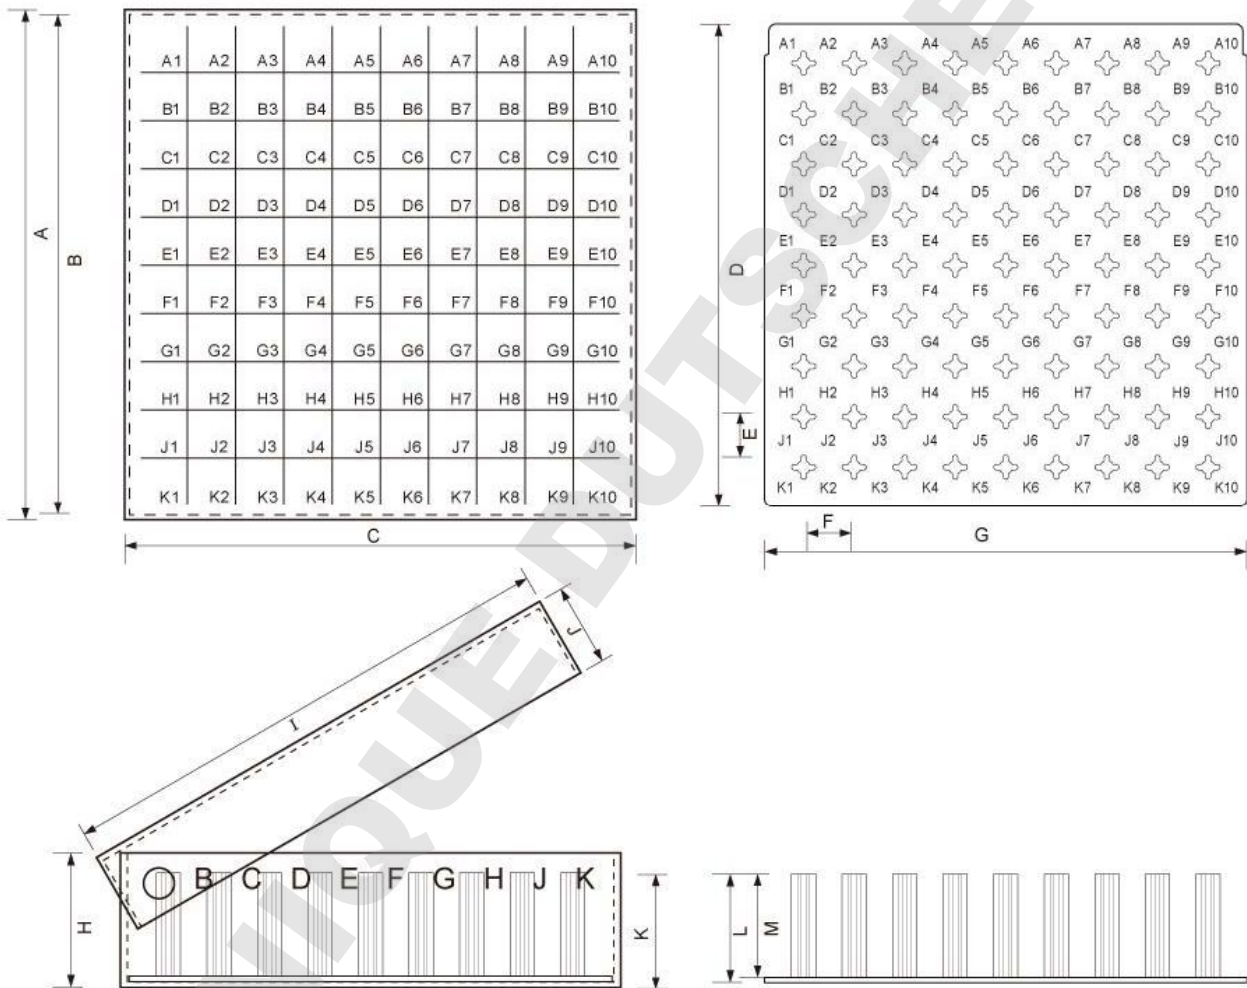 A1 A2 A3 A4 A5 A6 A7 A8 A9 A10
B1 B2 B3 B4 B5 B6 B7 B8 B9 B10
C1 C2 C3 C4 C5 C6 C7 C8 C9 C10
D1 D2 D3 D4 D5 D6 D7 D8 D9 D10
E1 E2 E3 E4 E5 E6 E7 E8 E9 E10
F1 F2 F3 F4 F5 F6 F7 F8 F9 F10
G1 G2 G3 G4 G5 G6 G7 G8 G9 G10
H1 H2 H3 H4 H5 H6 H7 H8 H9 H10
J1 J2 J3 J4 J5 J6 J7 J8 J9 J10
K1 K2 K3 K4 K5 K6 K7 K8 K9 K10
A
B
C
A1 A2 A3 A4 A5 A6 A7 A8 A9 A10
B1 B2 B3 B4 B5 B6 B7 B8 B9 B10
C1 C2 C3 C4 C5 C6 C7 C8 C9 C10
D1 D2 D3 D4 D5 D6 D7 D8 D9 D10
E1 E2 E3 E4 E5 E6 E7 E8 E9 E10
F1 F2 F3 F4 F5 F6 F7 F8 F9 F10
G1 G2 G3 G4 G5 G6 G7 G8 G9 G10
H1 H2 H3 H4 H5 H6 H7 H8 H9 H10
J1 J2 J3 J4 J5 J6 J7 J8 J9 J10
K1 K2 K3 K4 K5 K6 K7 K8 K9 K10
D
E
F
G
I
J
H
B C D E F G H J K
K
L
M
IQUE DUTSCHE